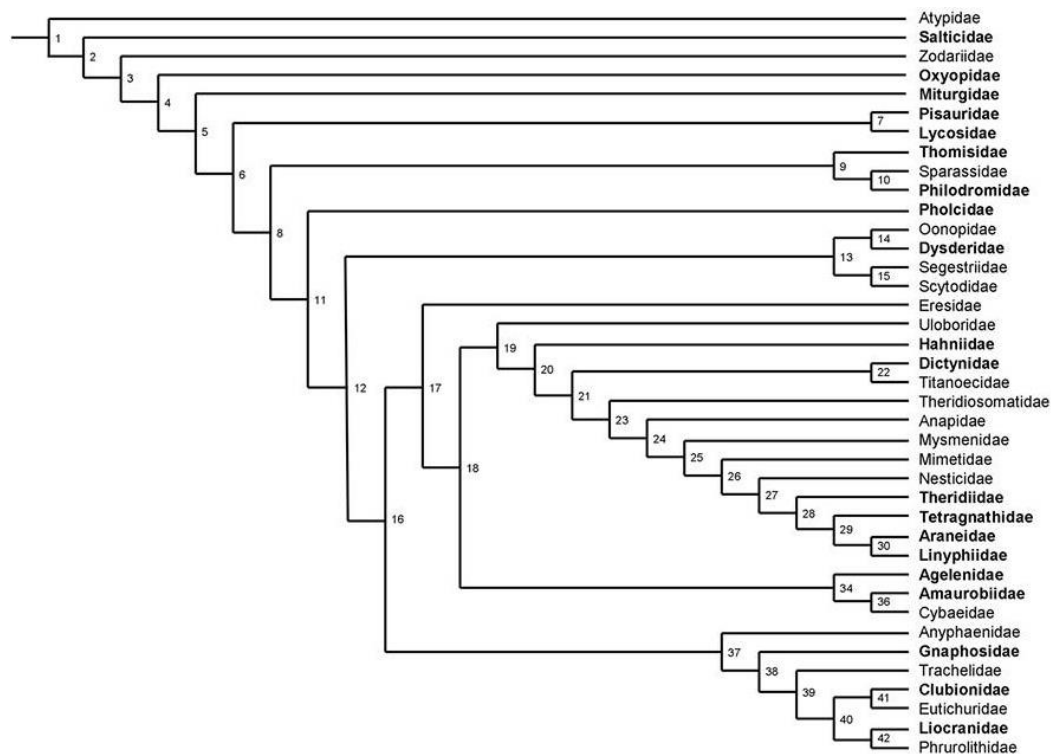 Atypidae
1
Salticidae
2
Zodariidae
3
Oxyopidae
4
Miturgidae
5
Pisauridae
7
Lycosidae
6
Thomisidae
9
Sparassidae
10
Philodromidae
8
Pholcidae
11
Oonopidae
14
Dysderidae
13
Segestriidae
15
Scytodidae
12
Eresidae
17
Uloboridae
19
Hahniidae
20
Dictynidae
22
Titanoecidae
21
Theridiosomatidae
23
Anapidae
24
Mysmenidae
25
Mimetidae
26
Nesticidae
27
Theridiidae
28
Tetragnathidae
29
Araneidae
30
Linyphiidae
18
Agelenidae
34
Amaurobiidae
36
Cybaeidae
16
Anyphaenidae
37
Gnaphosidae
38
Trachelidae
39
Clubionidae
41
Eutichuridae
40
Liocranidae
42
Phrurolithidae